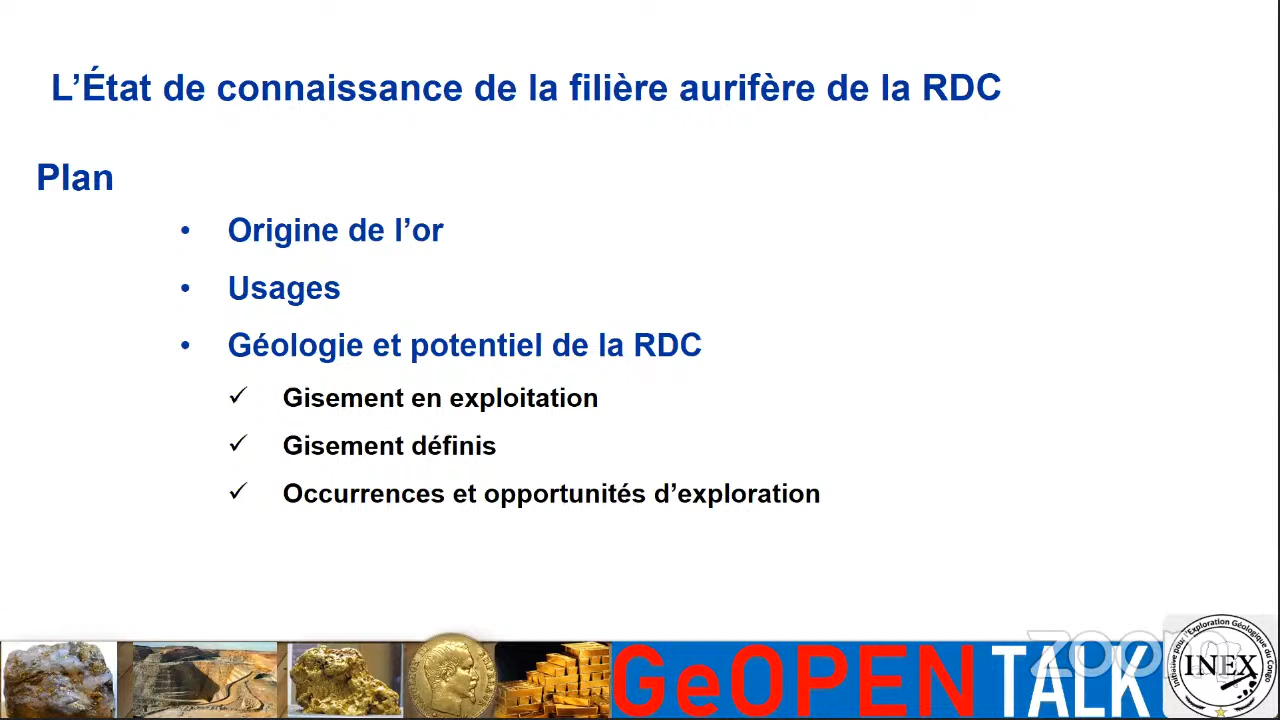 L’État de connaissance de la filière aurifère de la RDC
Plan
• Origine de l’or
• Usages
• Géologie et potentiel de la RDC
✓ Gisement en exploitation
✓ Gisement définis
✓ Occurrences et opportunités d’exploration
GeOPEN TALK
zoom
INEX